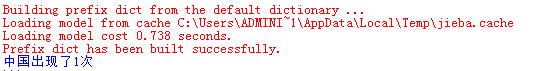 Building prefix dict from the default dictionary ...
Loading model from cache C:\Users\ADMINI~1\AppData\Local\Temp\jieba.cache
Loading model cost 0.738 seconds.
Prefix dict has been built successfully.
中国出现了1次